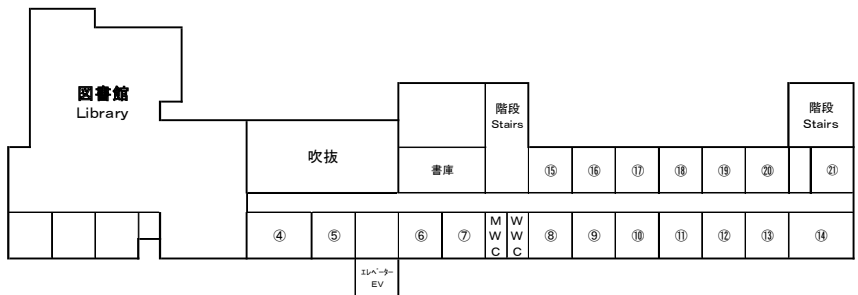 図書館
Library
階段
Stairs
階段
Stairs
吹抜
書庫
⑮
⑯
⑰
⑱
⑲
⑳
㉑
④
⑤
⑥
⑦
M
W
C
W
W
C
⑧
⑨
⑩
⑪
⑫
⑬
⑭
エレベーター
EV